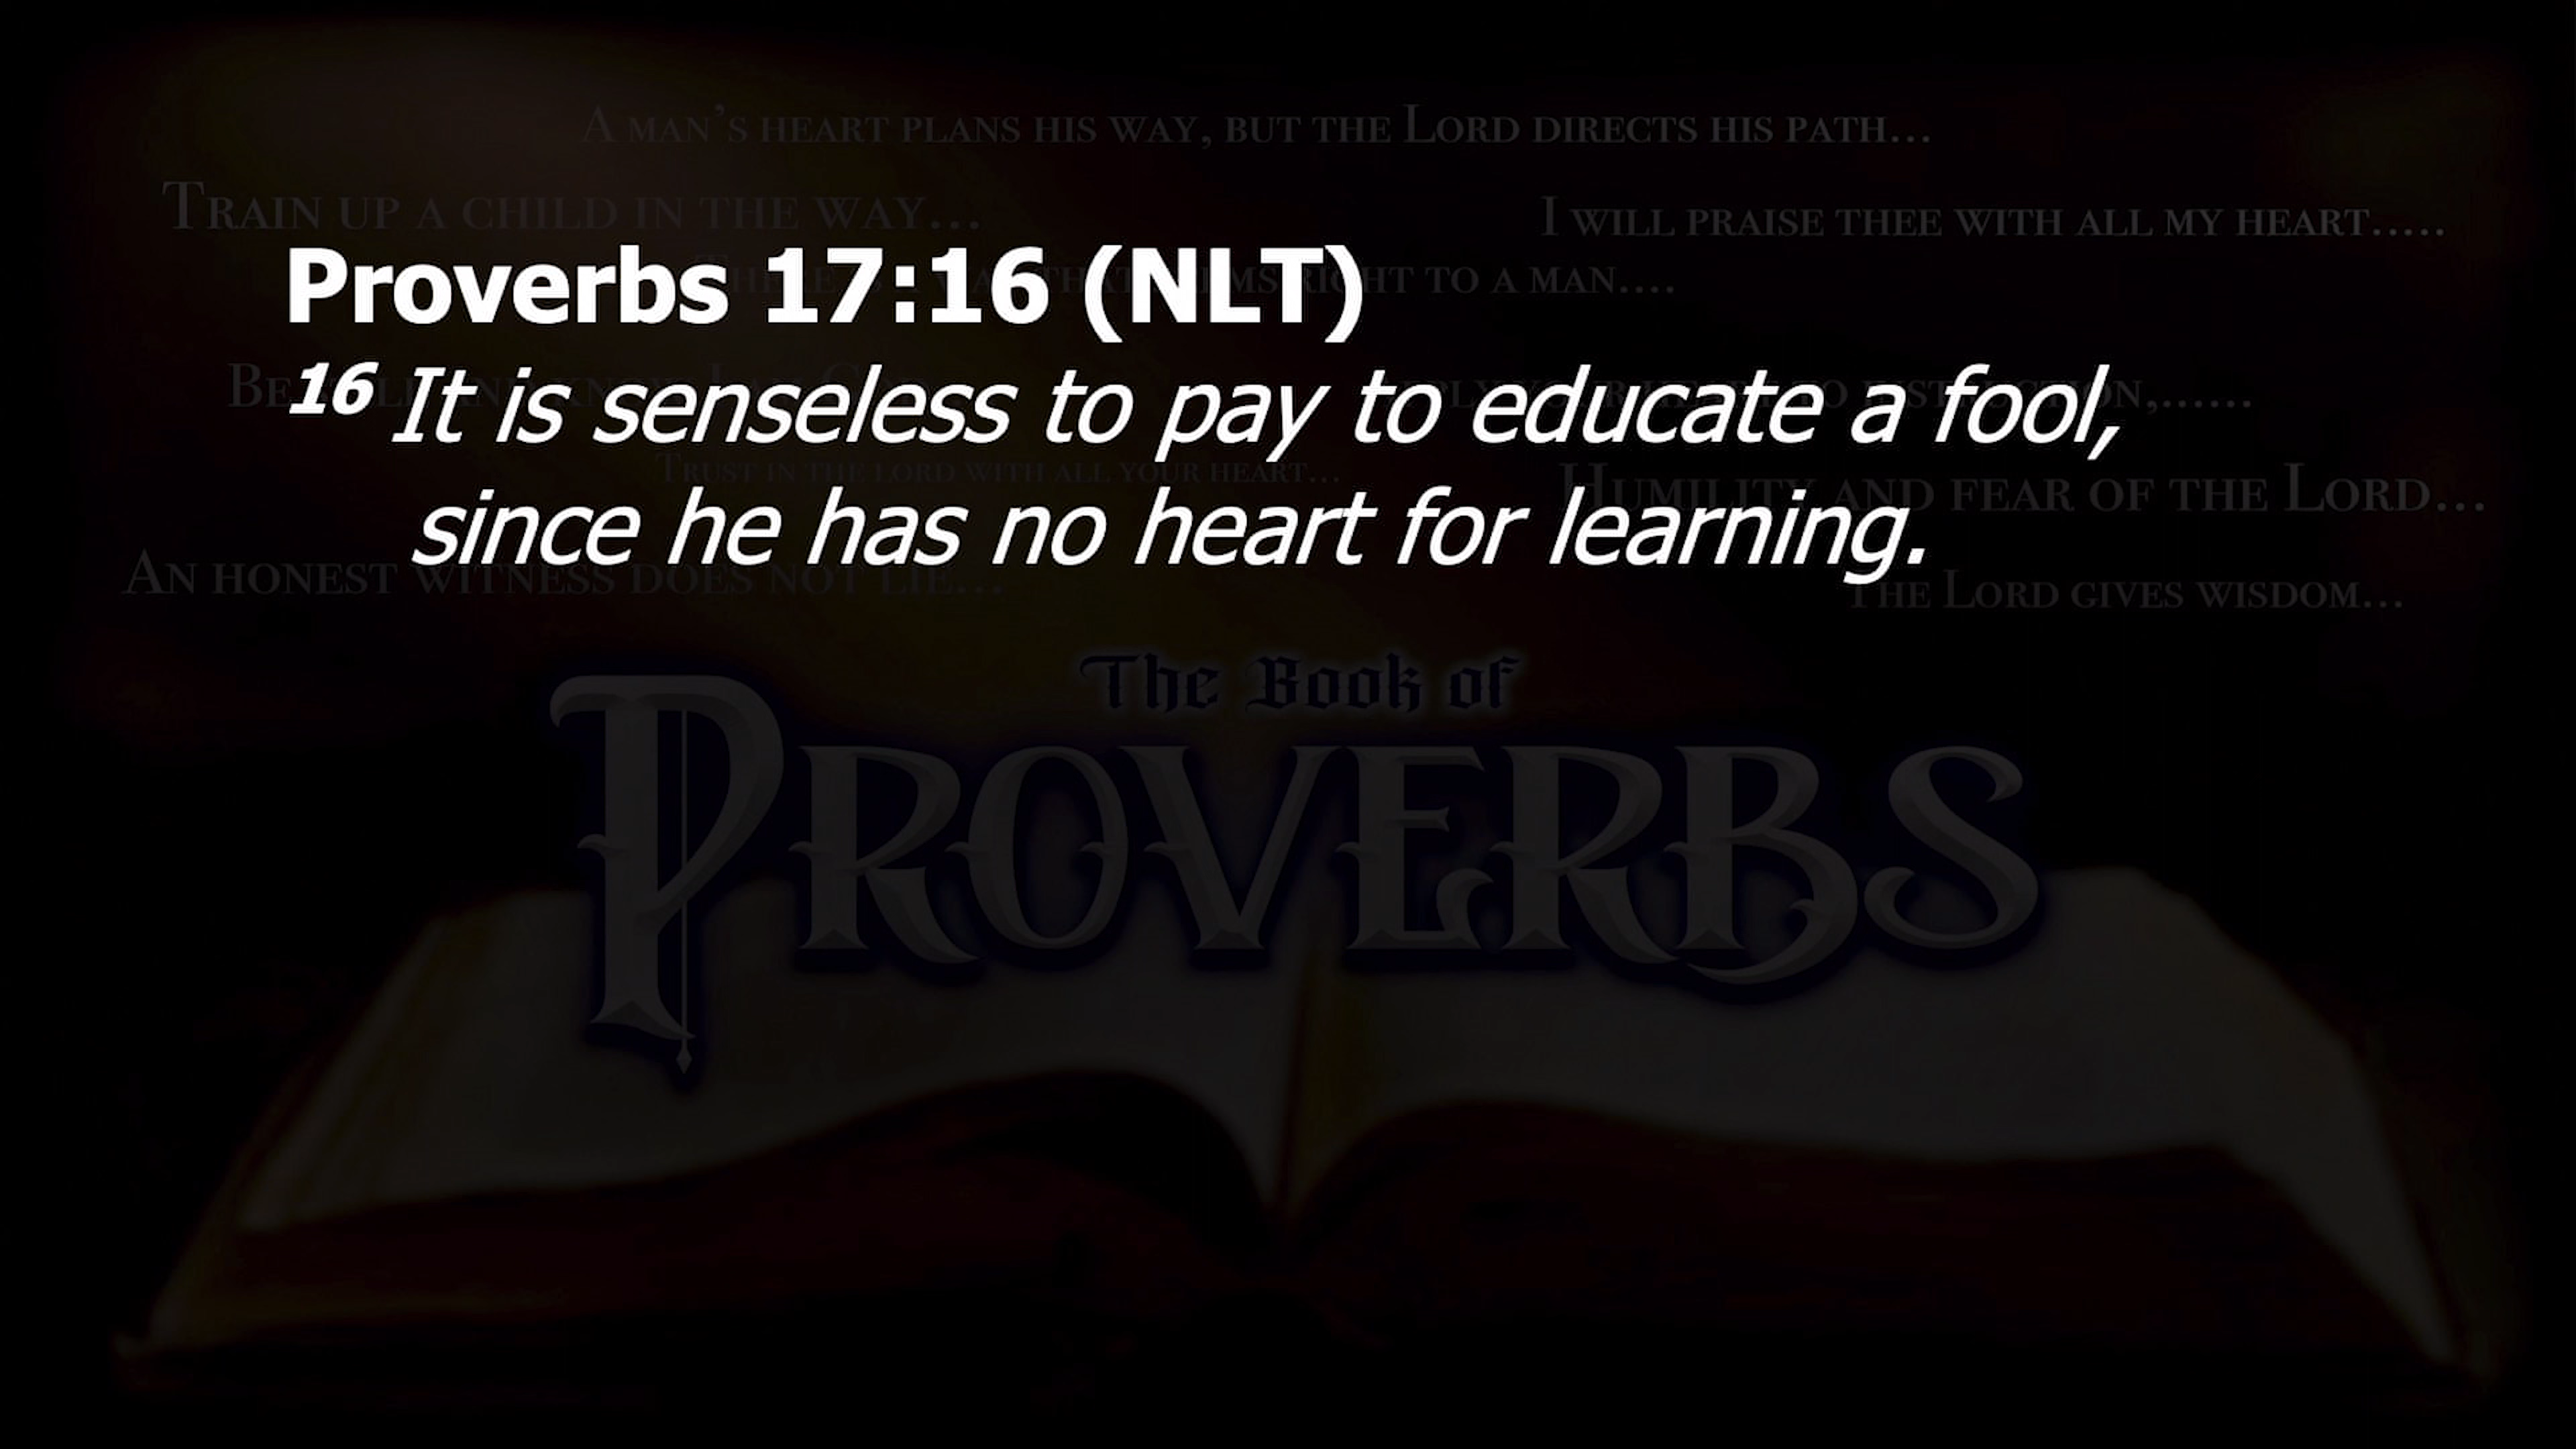 A MAN'S HEART PLANS HIS WAY, BUT THE LORD DIRECTS HIS PATH...
TRAIN UP A CHILD IN THE WAY...
I WILL PRAISE THEE WITH ALL MY HEART.....
Proverbs 17:16 (NLT)
RIGHT TO A MAN....
16 It is senseless to pay to educate a fool,
TRUST IN THE LORD WITH ALL YOUR HEART...
HUMILITY AND FEAR OF THE LORD...
since he has no heart for learning.
AN HONEST WITNESS DOES NOT LIE...
THE LORD GIVES WISDOM...
The Book of
PROVERBS